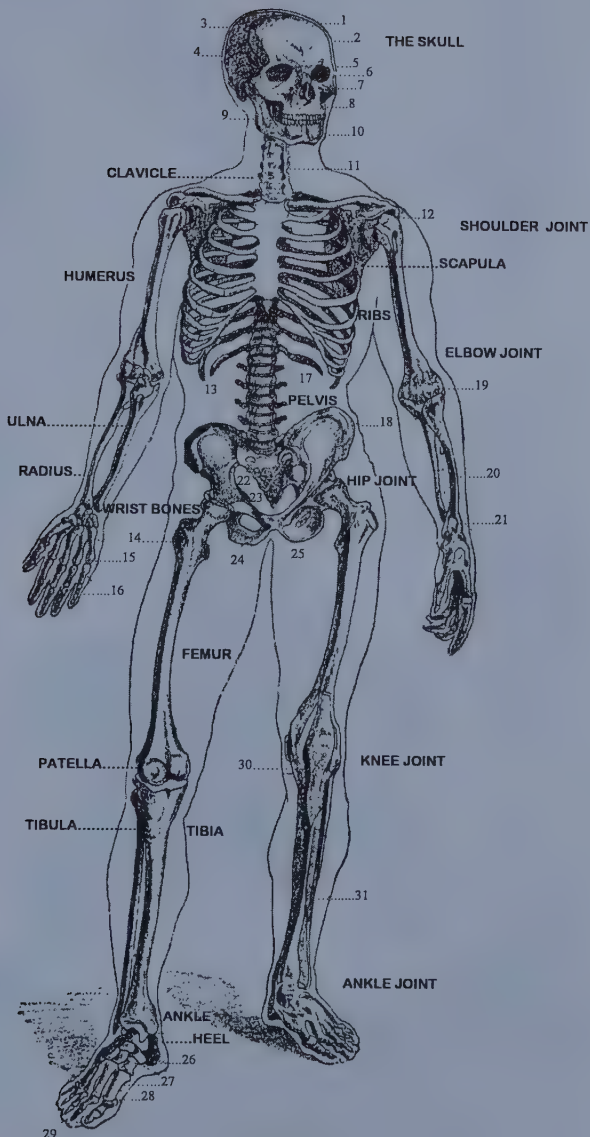 3
1
2
THE SKULL
4
5
6
7
8
9
10
11
CLAVICLE
12
SHOULDER JOINT
SCAPULA
HUMERUS
RIBS
ELBOW JOINT
13
17
19
PELVIS
ULNA
18
RADIUS
22
HIP JOINT
20
23
WRIST BONES
21
14
24
25
15
16
FEMUR
PATELLA
30
KNEE JOINT
TIBULA
TIBIA
31
ANKLE JOINT
ANKLE
HEEL
26
27
28
29